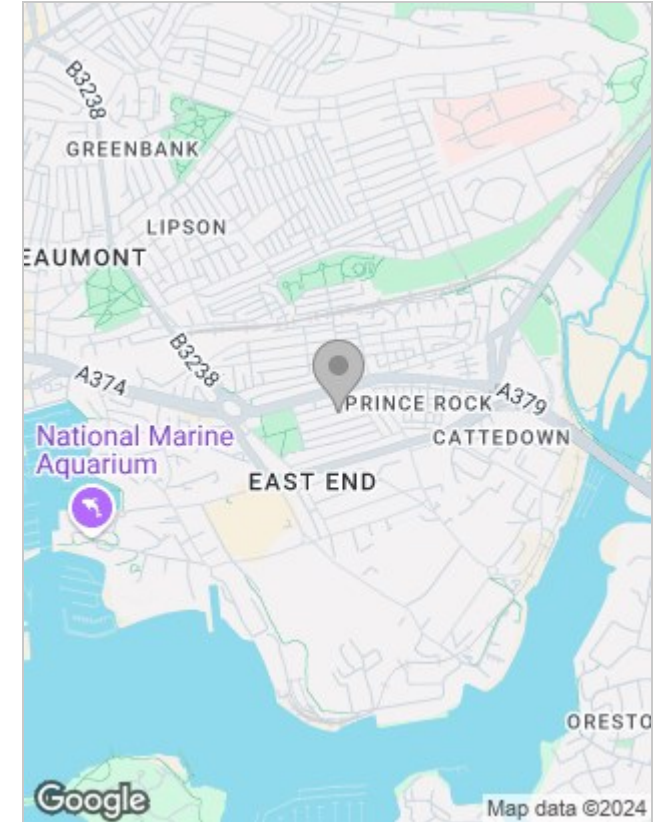 B3238
GREENBANK
LIPSON
EAUMONT
B3238
A374
PRINCE ROCK
A379
National Marine
Aquarium
CATTEDOWN
EAST END
ORESTO
Google
Map data ©2024